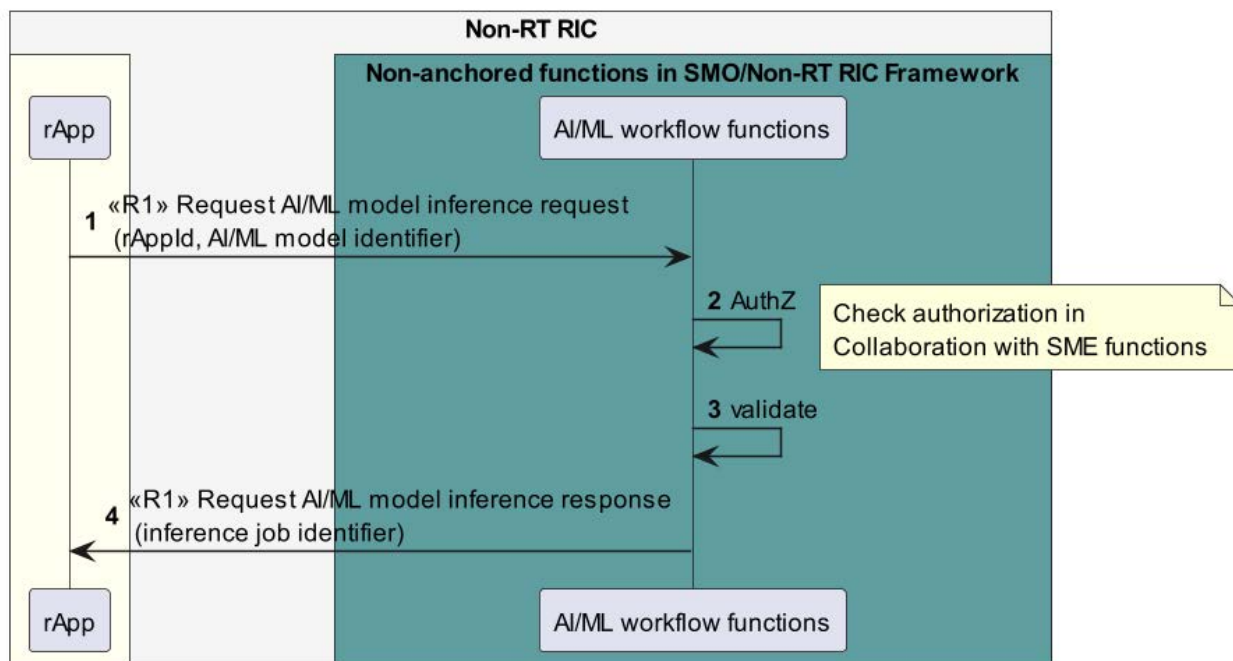 Non-RT RIC
Non-anchored functions in SMO/Non-RT RIC Framework
rApp
AI/ML workflow functions
1 «R1» Request AI/ML model inference request
(rAppId, AI/ML model identifier)
2 AuthZ
Check authorization in
Collaboration with SME functions
3 validate
4 «R1» Request AI/ML model inference response
(inference job identifier)
rApp
AI/ML workflow functions